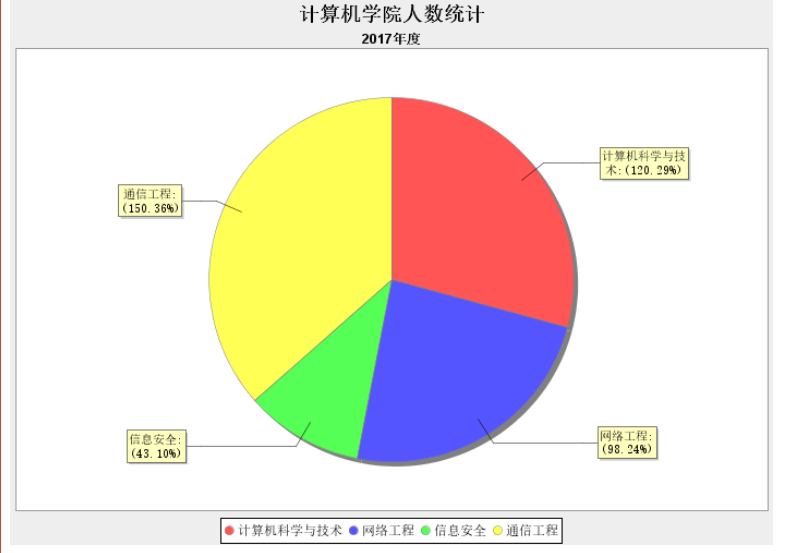 计算机学院人数统计
2017年度
计算机科学与技
术:(120.29%)
通信工程:
(150.36%)
信息安全:
(43.10%)
网络工程:
(98.24%)
计算机科学与技术 网络工程 信息安全 通信工程